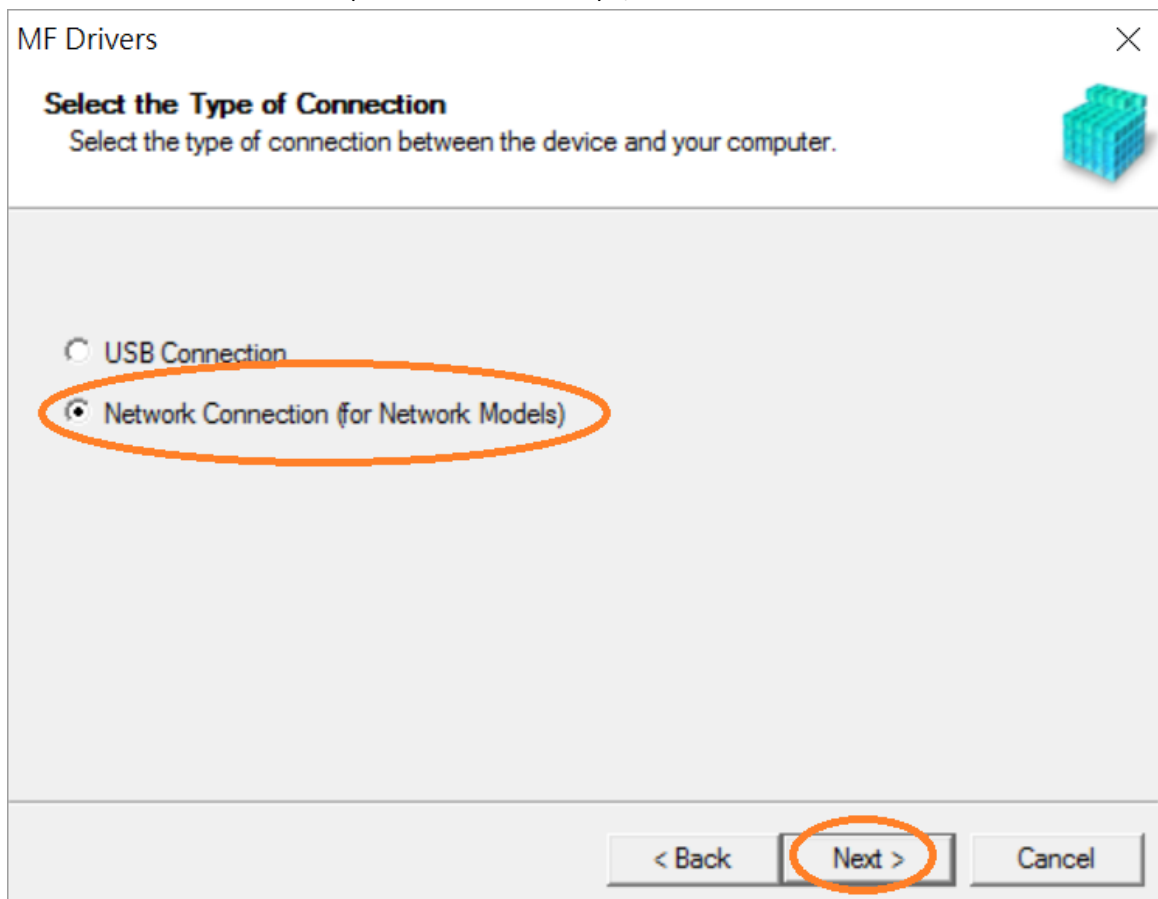 MF Drivers
Select the Type of Connection
Select the type of connection between the device and your computer.
USB Connection
Network Connection (for Network Models)
< Back
Next >
Cancel